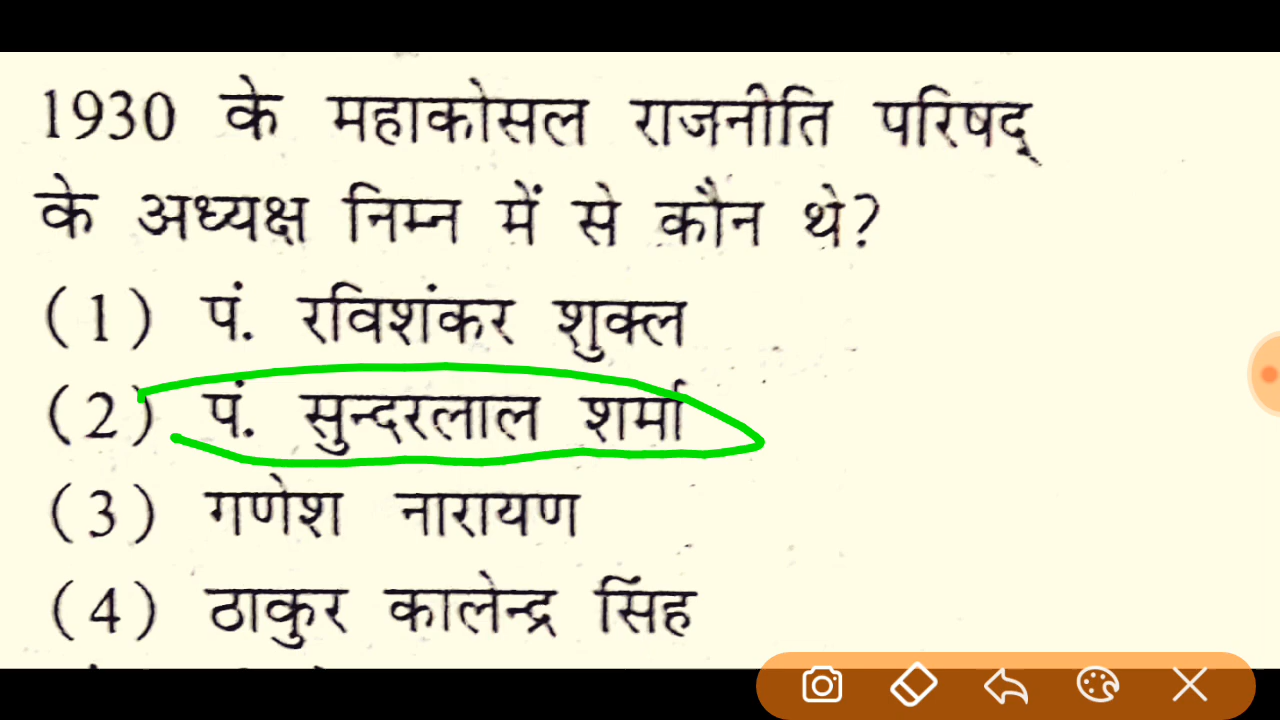 1930 के महाकोसल राजनीति परिषद्
के अध्यक्ष निम्न में से कौन थे?
(1) पं. रविशंकर शुक्ल
(2) पं. सुन्दरलाल शर्मा
(3) गणेश नारायण
(4) ठाकुर कालेन्द्र सिंह